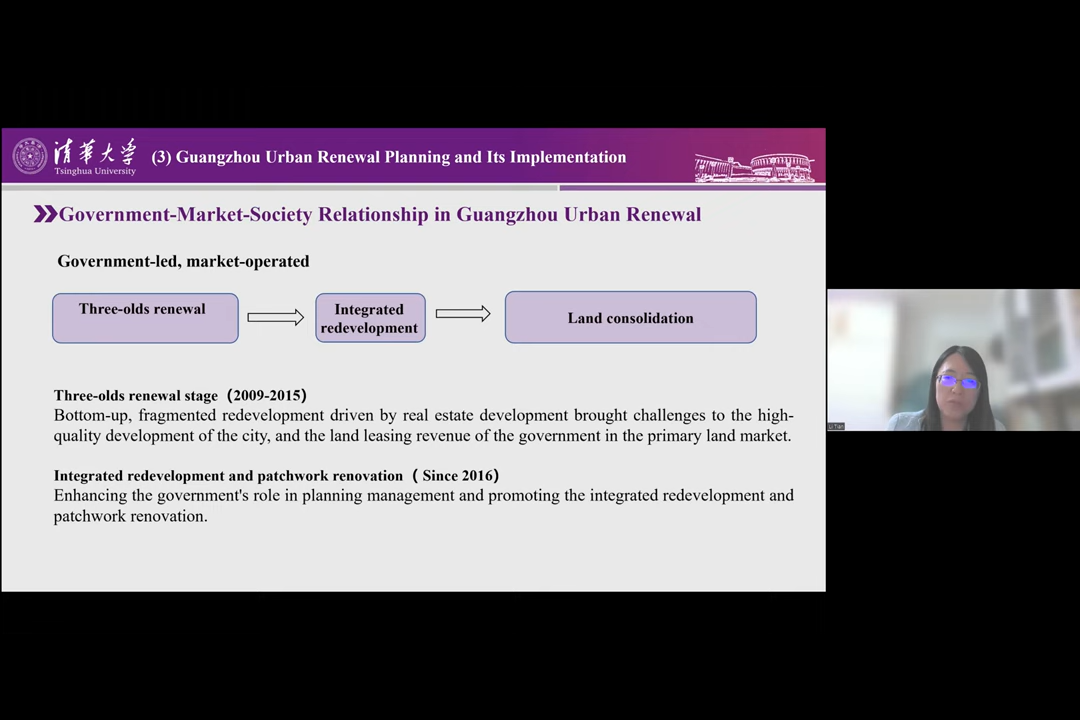 清华大学
Tsinghua University
(3) Guangzhou Urban Renewal Planning and Its Implementation
Government-Market-Society Relationship in Guangzhou Urban Renewal
Government-led, market-operated
Three-olds renewal
Integrated
redevelopment
Land consolidation
Three-olds renewal stage（2009-2015）
Bottom-up, fragmented redevelopment driven by real estate development brought challenges to the high-
quality development of the city, and the land leasing revenue of the government in the primary land market.
Integrated redevelopment and patchwork renovation（ Since 2016）
Enhancing the government's role in planning management and promoting the integrated redevelopment and
patchwork renovation.
Li Tian